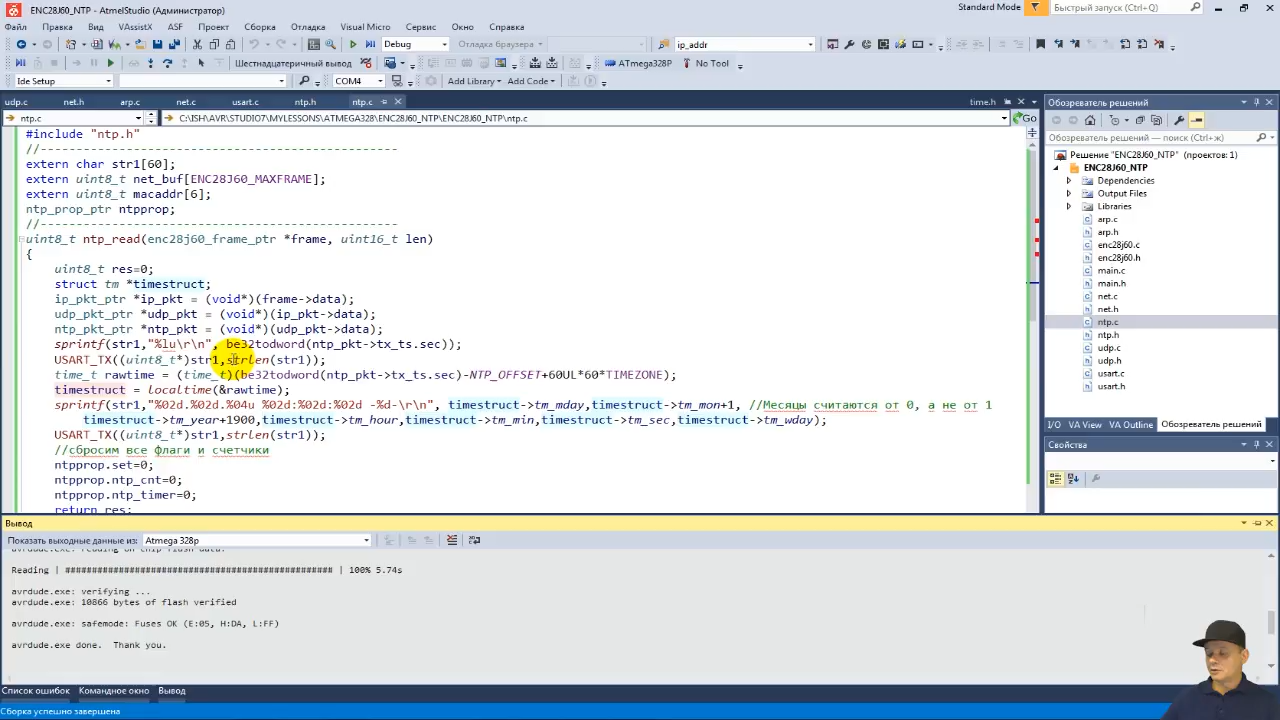 ENC28J60_NTP - AtmelStudio (Администратор)
Standard Mode
Быстрый запуск (Ctrl+Q)
Файл Правка Вид VAssistX ASF Проект Сборка Отладка Visual Micro Сервис Окно Справка
Debug
Отладка браузера
ip_addr
Шестнадцатеричный вывод
ATmega328P
No Tool
Ide Setup
COM4
Add Library
Add Code
udp.c net.h arp.c net.c usart.c ntp.h ntp.c time.h
ntp.c
C:\ISH\AVR\STUDIO7\MYLESSONS\ATMEGA328\ENC28J60_NTP\ENC28J60_NTP\ntp.c
Go
#include "ntp.h"
//------------------------------------------------
extern char str1[60];
extern uint8_t net_buf[ENC28J60_MAXFRAME];
extern uint8_t macaddr[6];
ntp_prop_ptr ntpprop;
//------------------------------------------------
uint8_t ntp_read(enc28j60_frame_ptr *frame, uint16_t len)
{
uint8_t res=0;
struct tm *timestruct;
ip_pkt_ptr *ip_pkt = (void*)(frame->data);
udp_pkt_ptr *udp_pkt = (void*)(ip_pkt->data);
ntp_pkt_ptr *ntp_pkt = (void*)(udp_pkt->data);
sprintf(str1,"%lu\r\n", be32todword(ntp_pkt->tx_ts.sec));
USART_TX((uint8_t*)str1,strlen(str1));
time_t rawtime = (time_t)(be32todword(ntp_pkt->tx_ts.sec)-NTP_OFFSET+60UL*60*TIMEZONE);
timestruct = localtime(&rawtime);
sprintf(str1,"%02d.%02d.%04u %02d:%02d:%02d -%d-\r\n", timestruct->tm_mday,timestruct->tm_mon+1, //Месяцы считаются от 0, а не от 1
timestruct->tm_year+1900,timestruct->tm_hour,timestruct->tm_min,timestruct->tm_sec,timestruct->tm_wday);
USART_TX((uint8_t*)str1,strlen(str1));
//сбросим все флаги и счетчики
ntpprop.set=0;
ntpprop.ntp_cnt=0;
ntpprop.ntp_timer=0;
return res;
Обозреватель решений
Обозреватель решений — поиск (Ctrl+ж)
Решение "ENC28J60_NTP" (проектов: 1)
ENC28J60_NTP
Dependencies
Output Files
Libraries
arp.c
arp.h
enc28j60.c
enc28j60.h
main.c
main.h
net.c
net.h
ntp.c
ntp.h
udp.c
udp.h
usart.c
usart.h
I/O VA View VA Outline Обозреватель решений
Свойства
Вывод
Показать выходные данные из: Atmega 328p
avrdude.exe: reading on chip flash data:
Reading | ################################################## | 100% 5.74s
avrdude.exe: verifying ...
avrdude.exe: 10866 bytes of flash verified
avrdude.exe: safemode: Fuses OK (E:05, H:DA, L:FF)
avrdude.exe done. Thank you.
Список ошибок Командное окно Вывод
Сборка успешно завершена